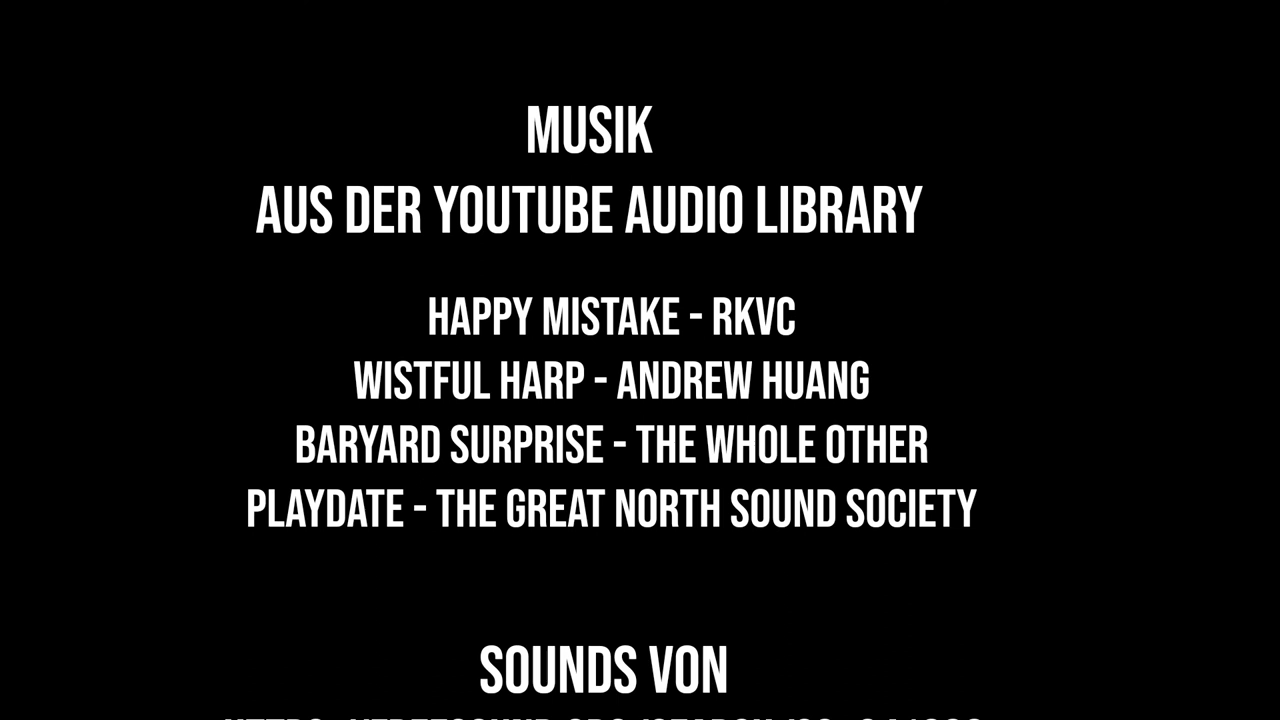 MUSIK
AUS DER YOUTUBE AUDIO LIBRARY
HAPPY MISTAKE - RKVC
WISTFUL HARP - ANDREW HUANG
BARYARD SURPRISE - THE WHOLE OTHER
PLAYDATE - THE GREAT NORTH SOUND SOCIETY
SOUNDS VON